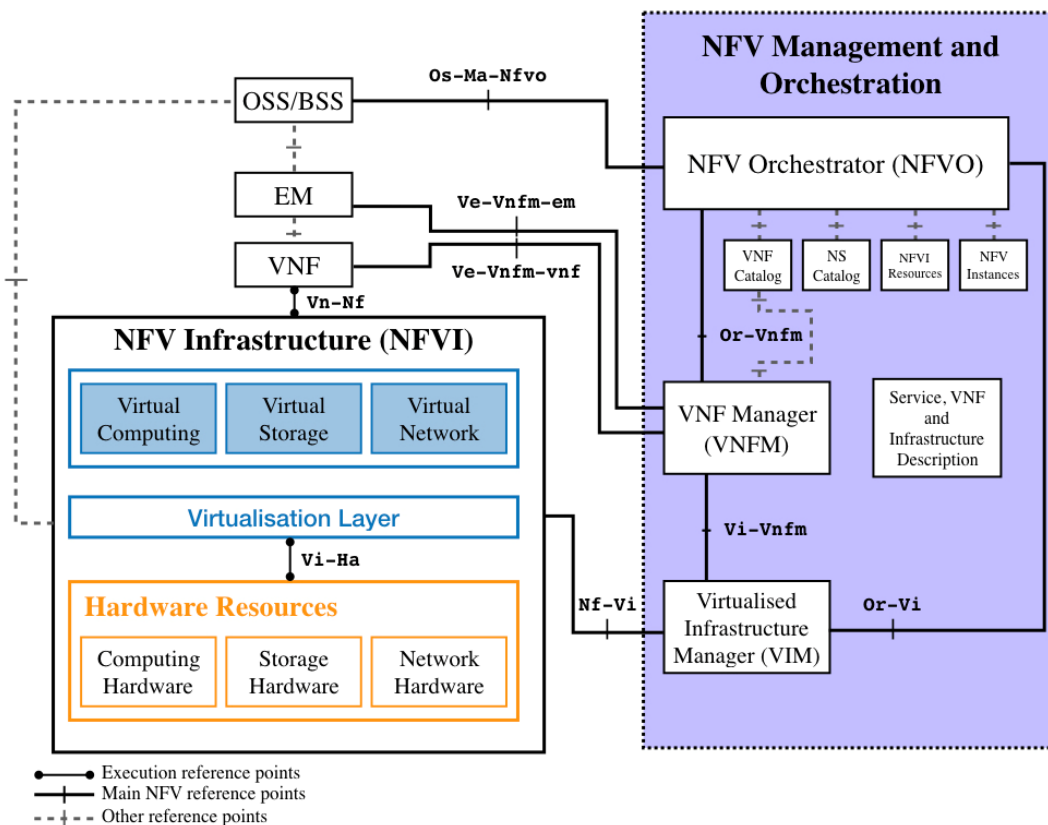 NFV Management and
Orchestration
Os-Ma-Nfvo
OSS/BSS
NFV Orchestrator (NFVO)
EM
Ve-Vnfm-em
VNF
Ve-Vnfm-vnf
VNF
Catalog
NS
Catalog
NFVI
Resources
NFV
Instances
Vn-Nf
NFV Infrastructure (NFVI)
Or-Vnfm
Virtual
Computing
Virtual
Storage
Virtual
Network
VNF Manager
(VNFM)
Service, VNF
and
Infrastructure
Description
Virtualisation Layer
Vi-Vnfm
Vi-Ha
Hardware Resources
Nf-Vi
Virtualised
Infrastructure
Manager (VIM)
Or-Vi
Computing
Hardware
Storage
Hardware
Network
Hardware
Execution reference points
Main NFV reference points
Other reference points